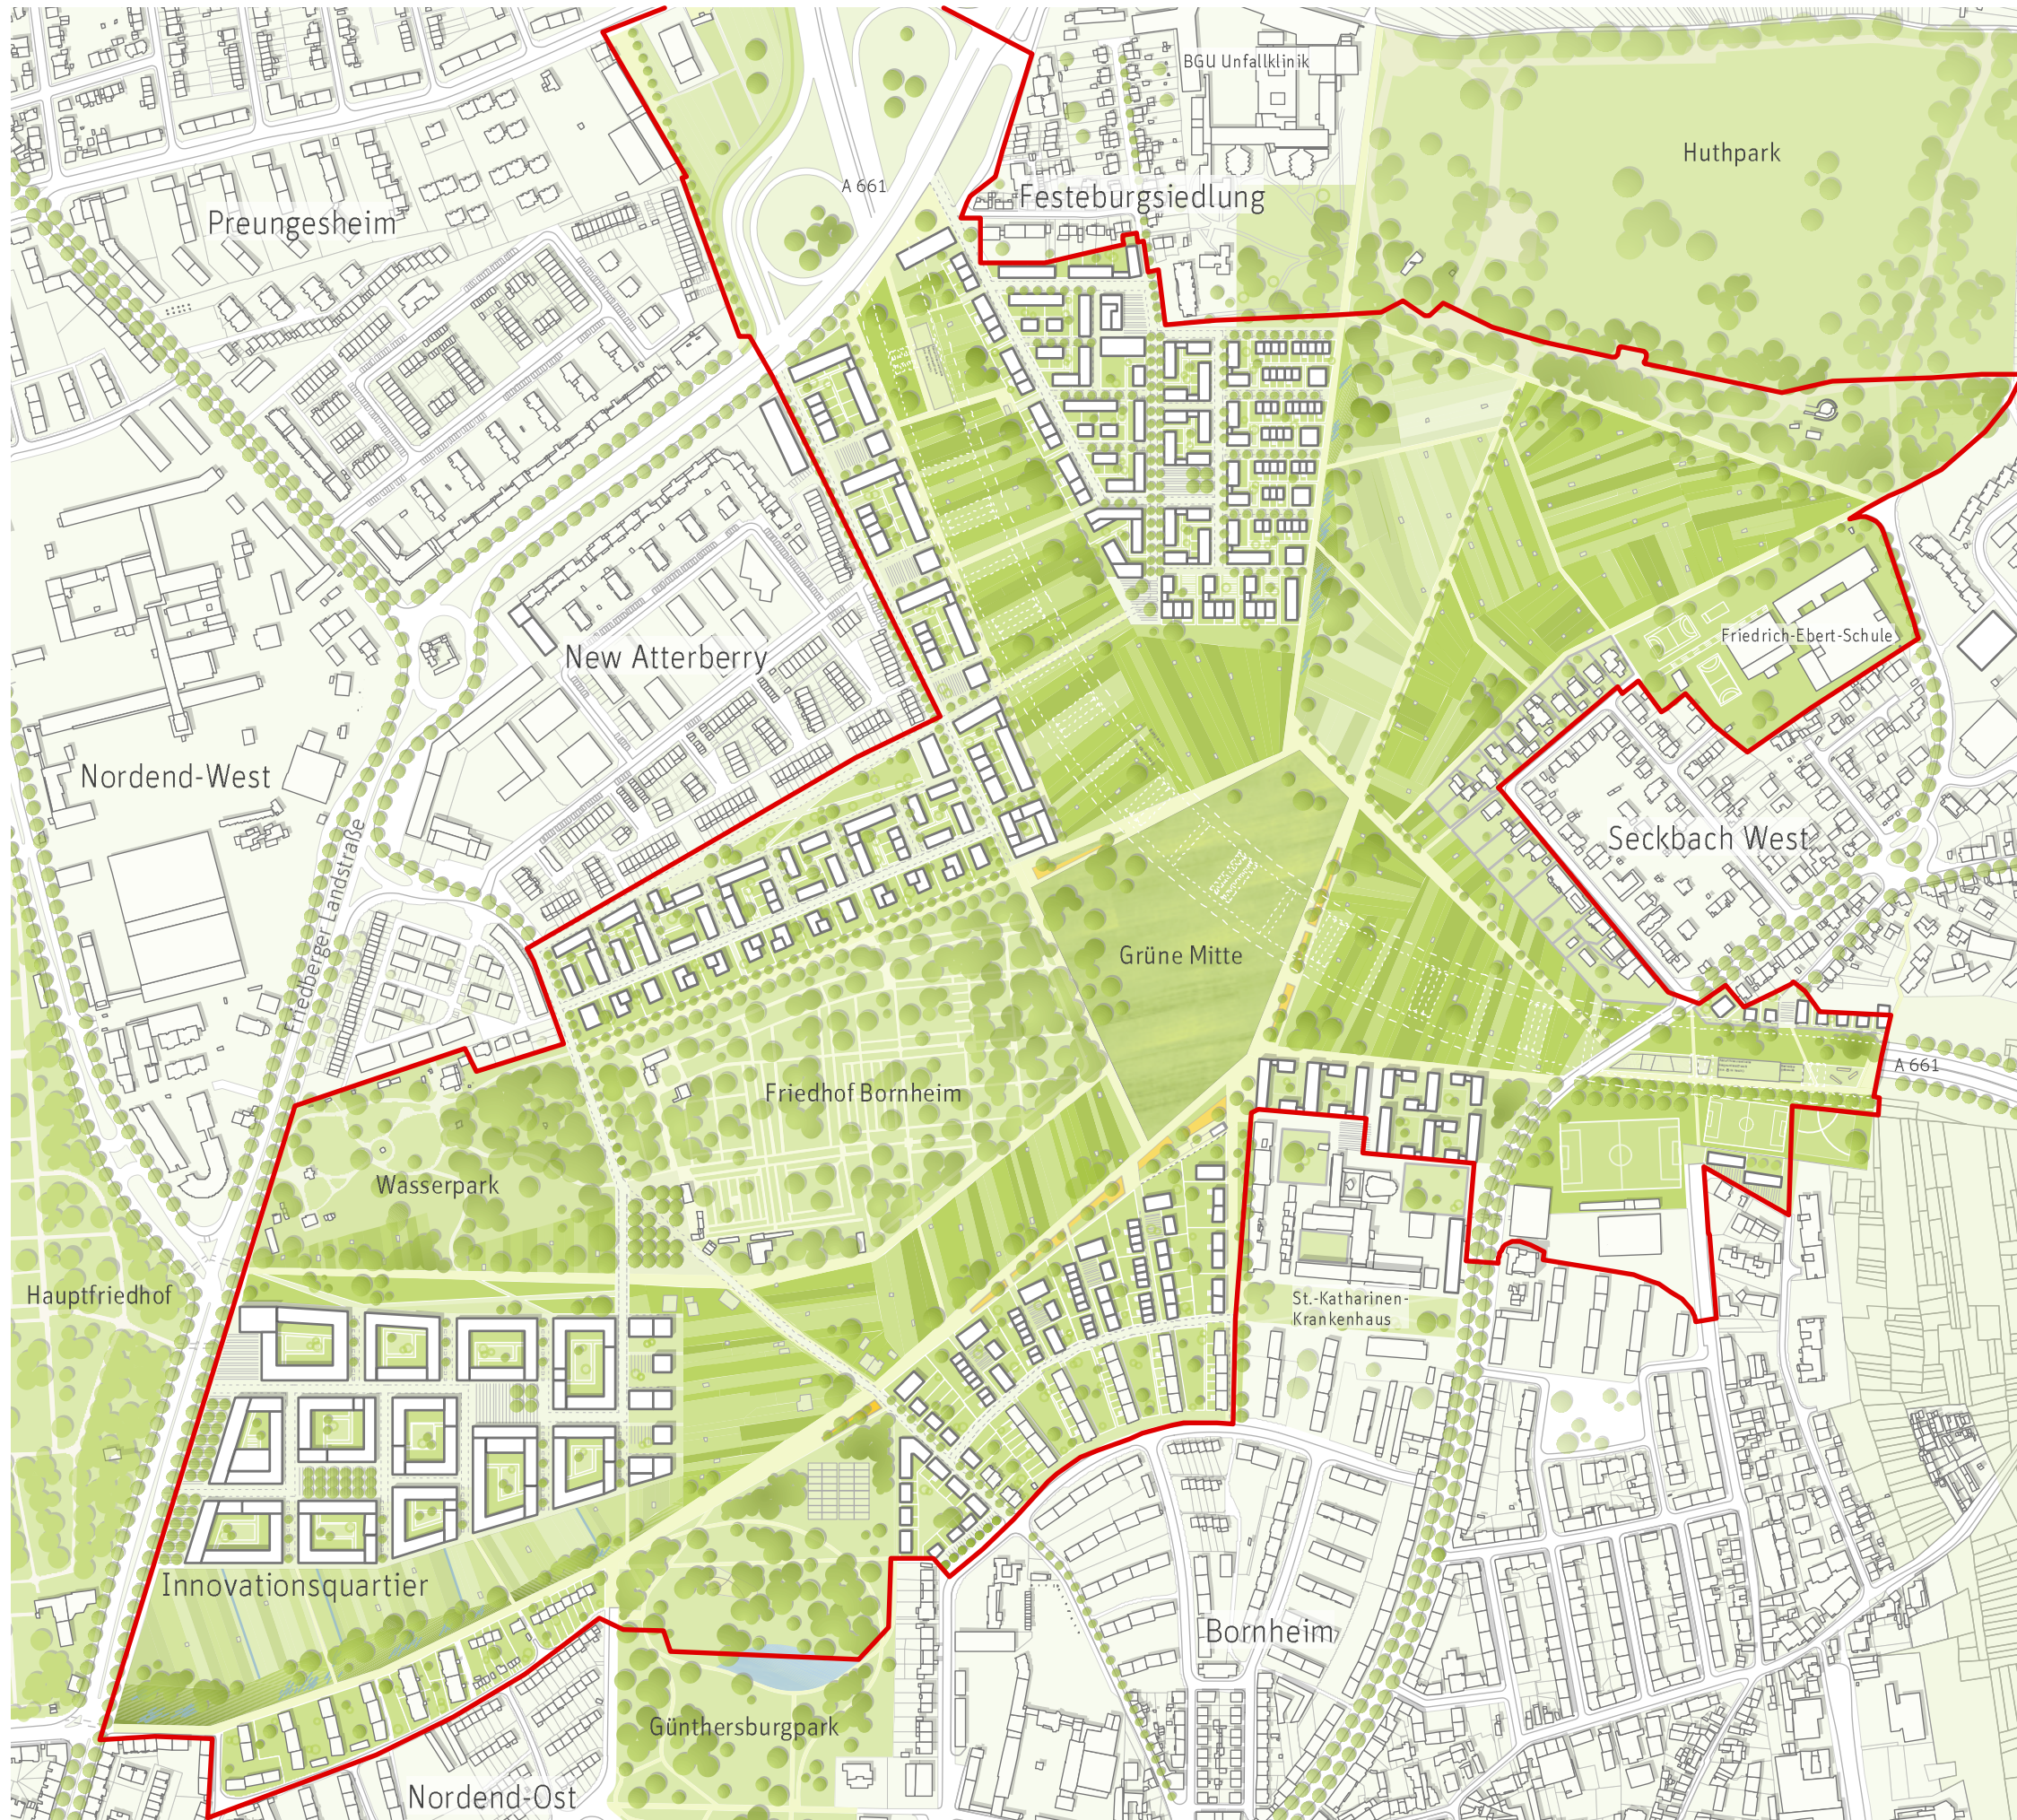 BGU Unfallklinik
Huthpark
A 661
Festeburgsiedlung
Preungesheim
Friedrich-Ebert-Schule
New Atterberry
Nordend-West
Seckbach West
Friedberger Landstraße
Grüne Mitte
A 661
Friedhof Bornheim
Wasserpark
Hauptfriedhof
St.-Katharinen-
Krankenhaus
Innovationsquartier
Bornheim
Günthersburgpark
Nordend-Ost